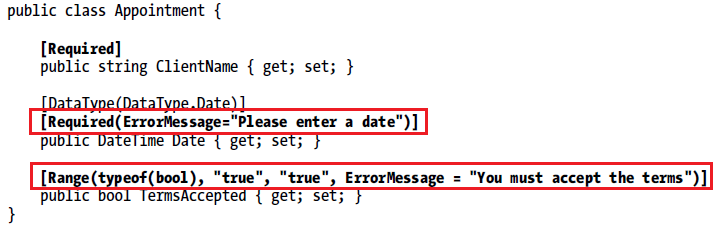 public class Appointment {
[Required]
public string ClientName { get; set; }
[DataType(DataType.Date)]
[Required(ErrorMessage="Please enter a date")]
public DateTime Date { get; set; }
[Range(typeof(bool), "true", "true", ErrorMessage = "You must accept the terms")]
public bool TermsAccepted { get; set; }
}